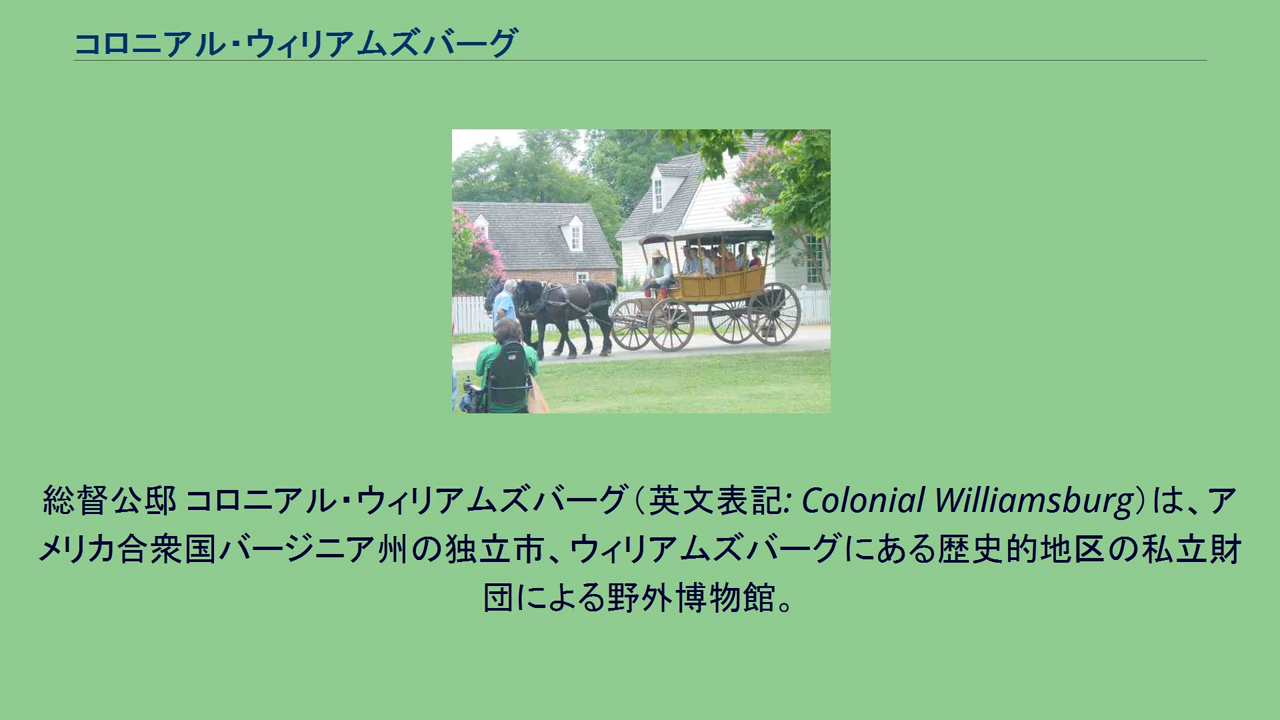 コロニアル・ウィリアムズバーグ
総督公邸 コロニアル・ウィリアムズバーグ（英文表記: Colonial Williamsburg）は、ア
メリカ合衆国バージニア州の独立市、ウィリアムズバーグにある歴史的地区の私立財
団による野外博物館。